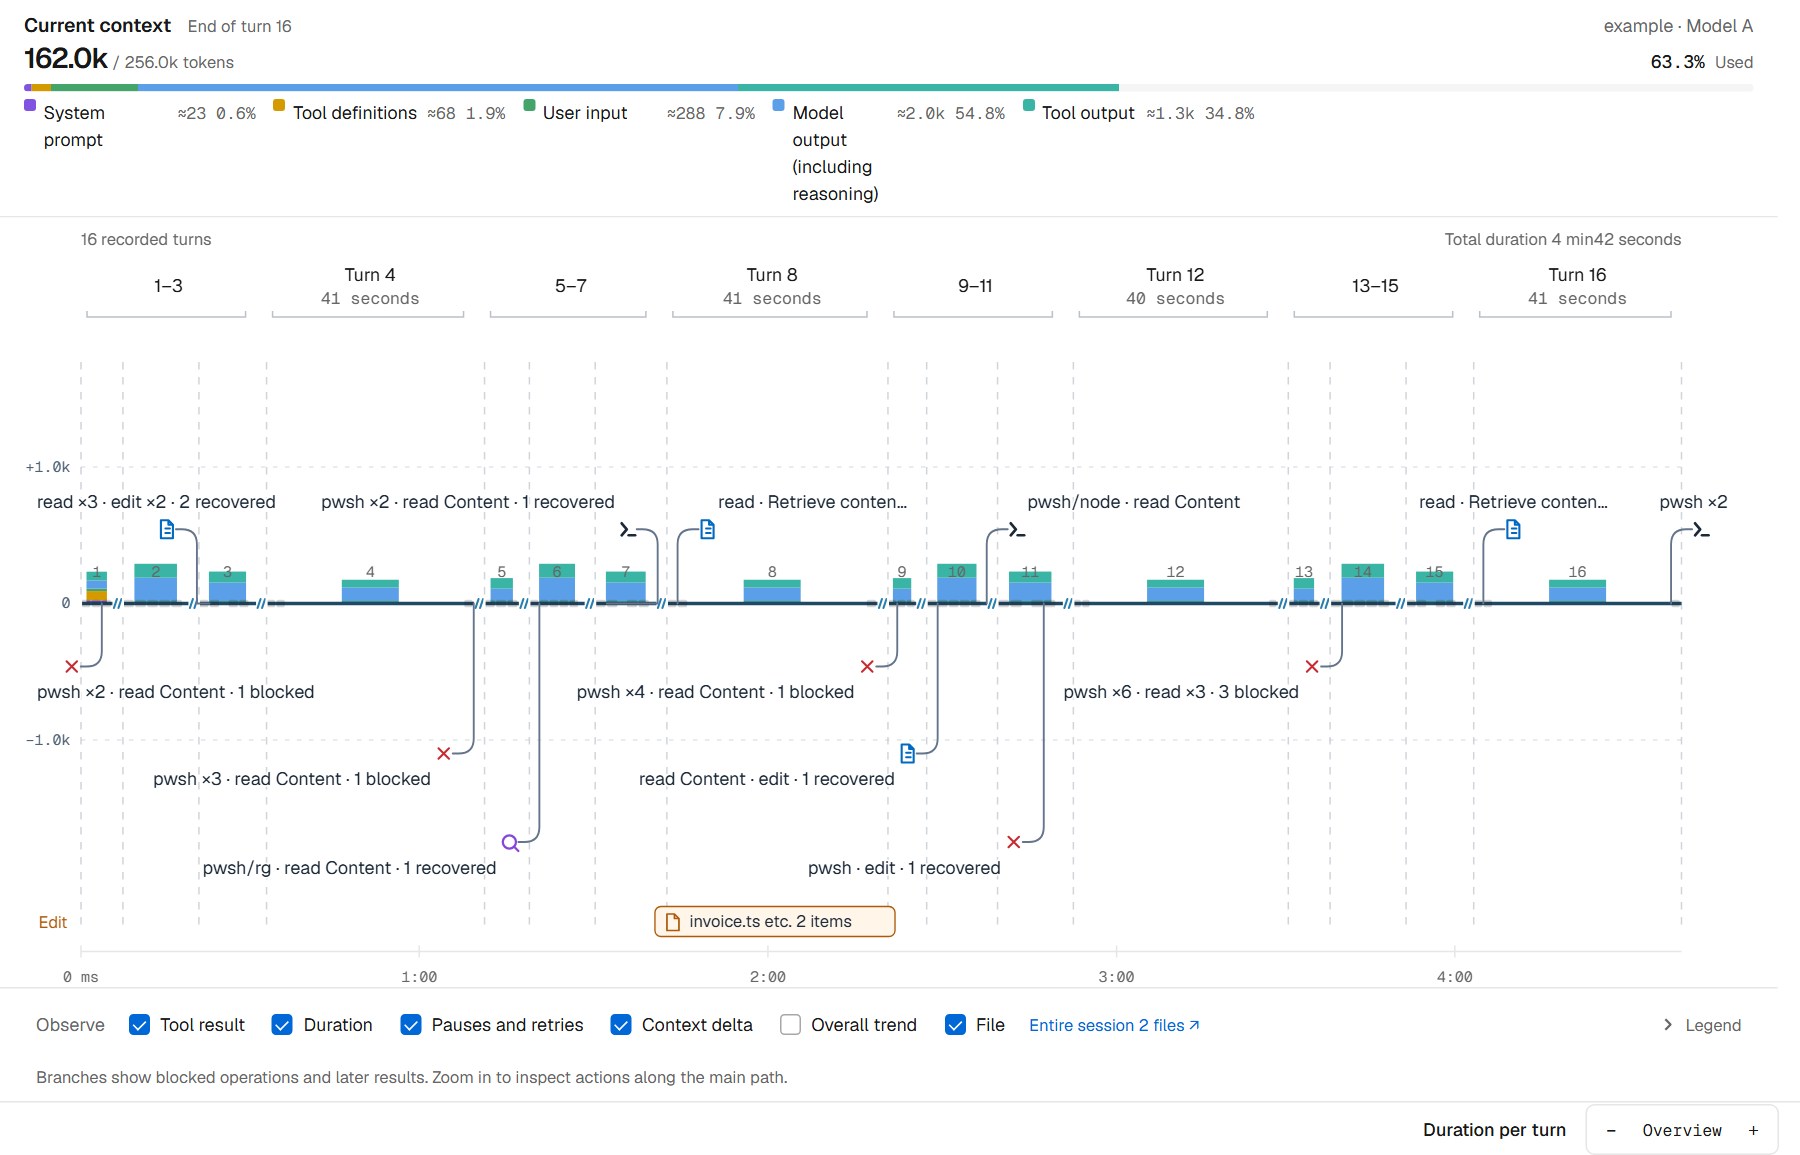 Current context End of turn 16 example · Model A
162.0k / 256.0k tokens 63.3% Used
System prompt ≈23 0.6% Tool definitions ≈68 1.9% User input ≈288 7.9% Model output (including reasoning) ≈2.0k 54.8% Tool output ≈1.3k 34.8%
16 recorded turns Total duration 4 min42 seconds
1–3 Turn 4 5–7 Turn 8 9–11 Turn 12 13–15 Turn 16
41 seconds 41 seconds 40 seconds 41 seconds
+1.0k
read ×3 · edit ×2 · 2 recovered pwsh ×2 · read Content · 1 recovered read · Retrieve conten... pwsh/node · read Content read · Retrieve conten... pwsh ×2
1 2 3 4 5 6 7 8 9 10 11 12 13 14 15 16
0
pwsh ×2 · read Content · 1 blocked pwsh ×4 · read Content · 1 blocked pwsh ×6 · read ×3 · 3 blocked
−1.0k
pwsh ×3 · read Content · 1 blocked read Content · edit · 1 recovered
pwsh/rg · read Content · 1 recovered pwsh · edit · 1 recovered
Edit invoice.ts etc. 2 items
0 ms 1:00 2:00 3:00 4:00
Observe Tool result Duration Pauses and retries Context delta Overall trend File Entire session 2 files ↗ Legend
Branches show blocked operations and later results. Zoom in to inspect actions along the main path.
Duration per turn − Overview +